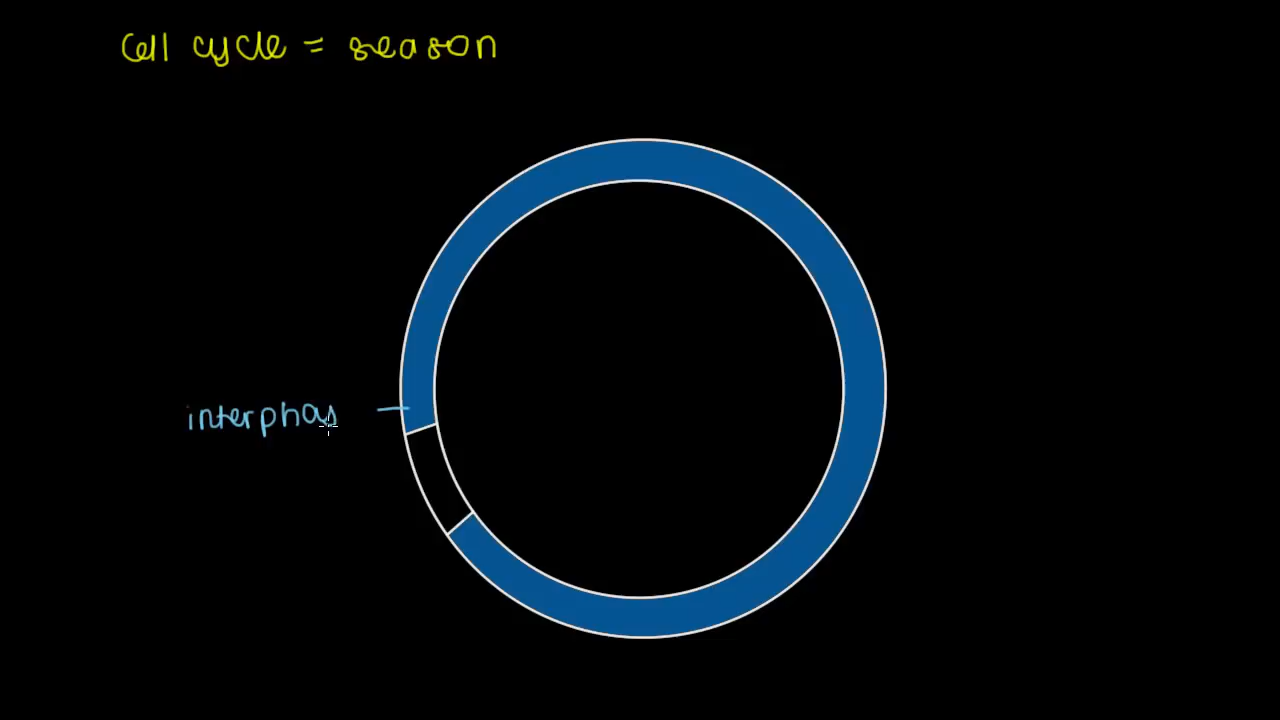 Cell cycle = season
interphas